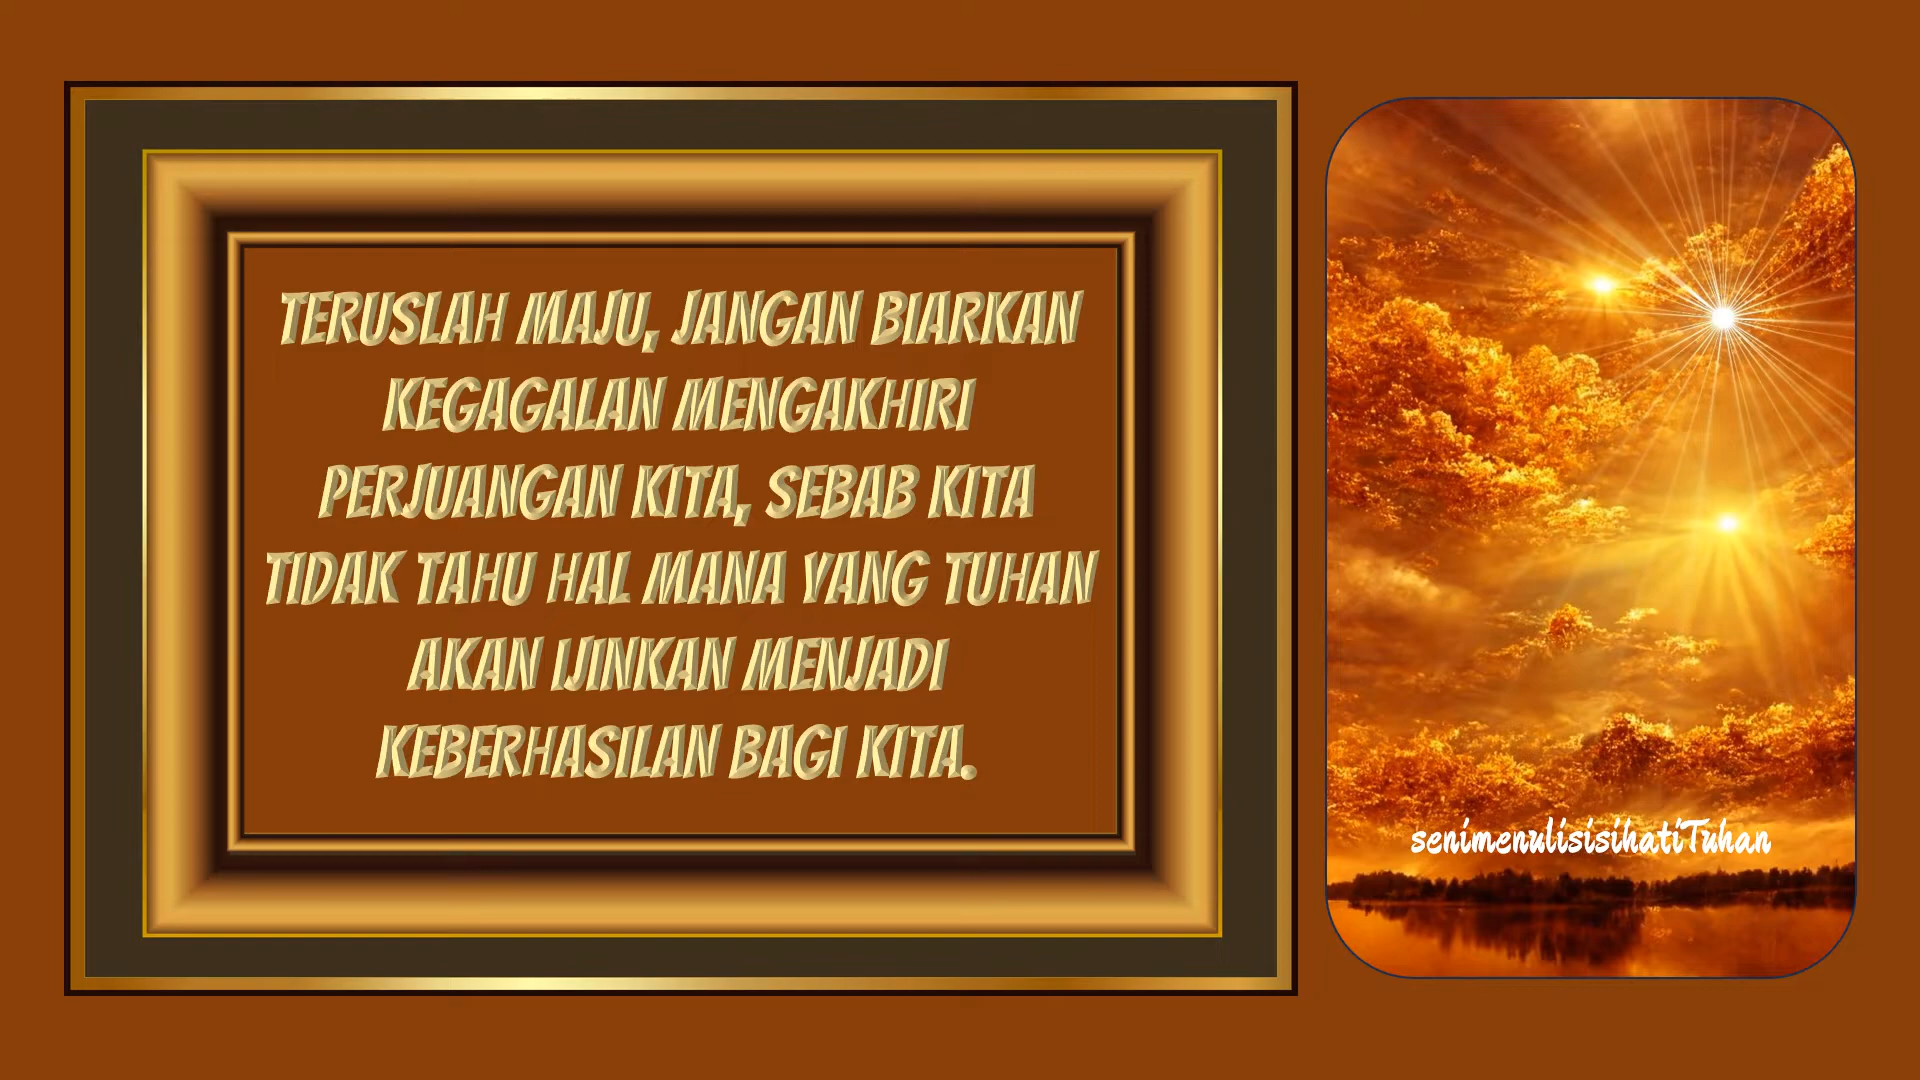 TERUSLAH MAJU, JANGAN BIARKAN
KEGAGALAN MENGAKHIRI
PERJUANGAN KITA, SEBAB KITA
TIDAK TAHU HAL MANA YANG TUHAN
AKAN IJINKAN MENJADI
KEBERHASILAN BAGI KITA.
senimenulisisihatiTuhan